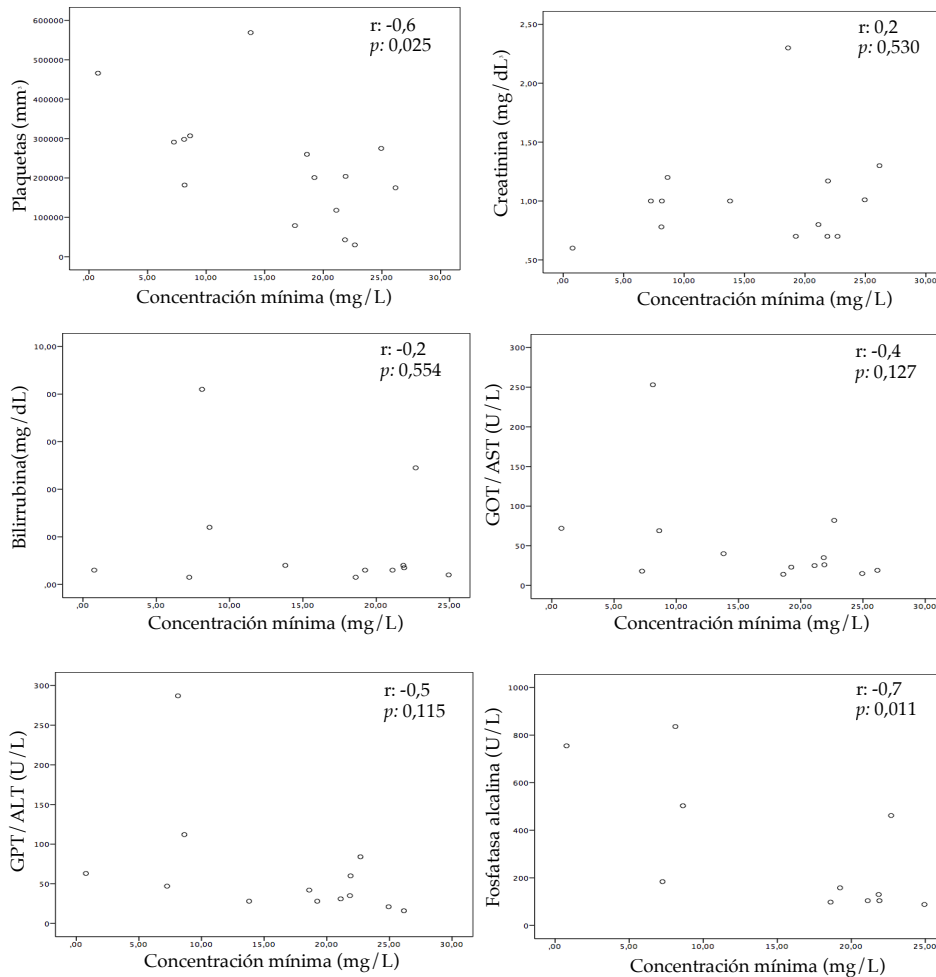 r: -0,6
p: 0,025
Plaquetas (mm³)
600000
500000
400000
300000
200000
100000
0
,00 5,00 10,00 15,00 20,00 25,00 30,00
Concentración mínima (mg/L)
r: 0,2
p: 0,530
Creatinina (mg/dL)
2,50
2,00
1,50
1,00
,50
,00 5,00 10,00 15,00 20,00 25,00 30,00
Concentración mínima (mg/L)
r: -0,2
p: 0,554
Bilirrubina(mg/dL)
10,00
,00
00
,00
,00
,00
,00 5,00 10,00 15,00 20,00 25,00
Concentración mínima (mg/L)
r: -0,4
p: 0,127
GOT/AST (U/L)
300
250
200
150
100
50
0
,00 5,00 10,00 15,00 20,00 25,00 30,00
Concentración mínima (mg/L)
r: -0,5
p: 0,115
GPT/ALT (U/L)
300
250
200
150
100
50
0
,00 5,00 10,00 15,00 20,00 25,00 30,00
Concentración mínima (mg/L)
r: -0,7
p: 0,011
Fosfatasa alcalina (U/L)
1000
800
600
400
200
0
,00 5,00 10,00 15,00 20,00 25,00
Concentración mínima (mg/L)